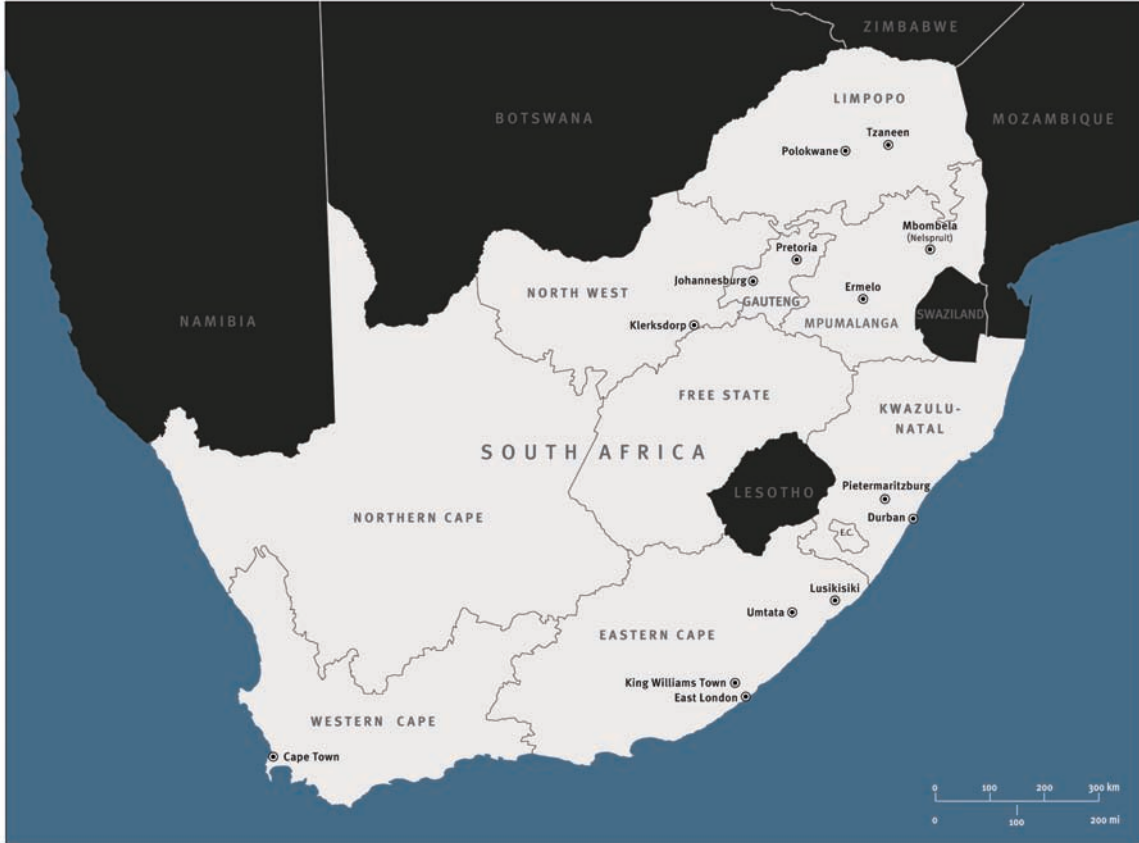 ZIMBABWE
LIMPOPO
BOTSWANA
MOZAMBIQUE
Tzaneen
Polokwane
Mbombela
(Nelspruit)
Pretoria
Johannesburg
Ermelo
NORTH WEST
GAUTENG
NAMIBIA
SWAZILAND
Klerksdorp
MPUMALANGA
FREE STATE
KWAZULU-
NATAL
SOUTH AFRICA
LESOTHO
Pietermaritzburg
NORTHERN CAPE
Durban
E.C.
Lusikisiki
Umtata
EASTERN CAPE
King Williams Town
East London
WESTERN CAPE
Cape Town
0 100 200 300 km
0 100 200 mi